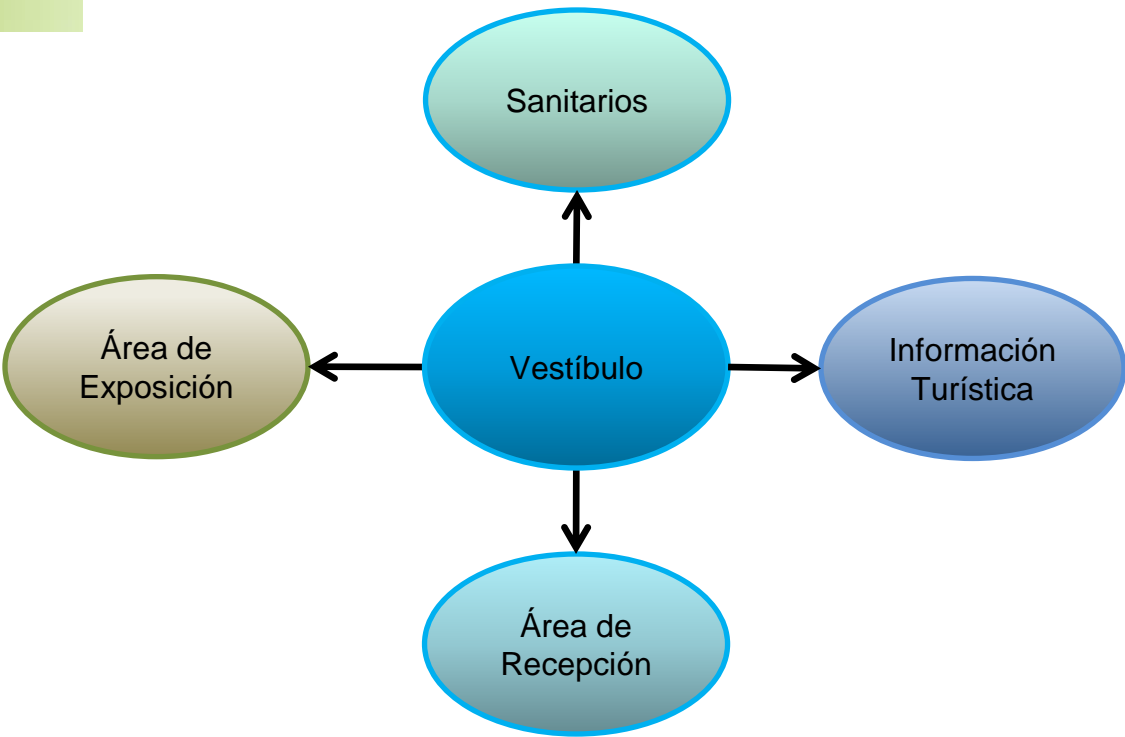 Sanitarios
Área de
Exposición
Vestíbulo
Información
Turística
Área de
Recepción